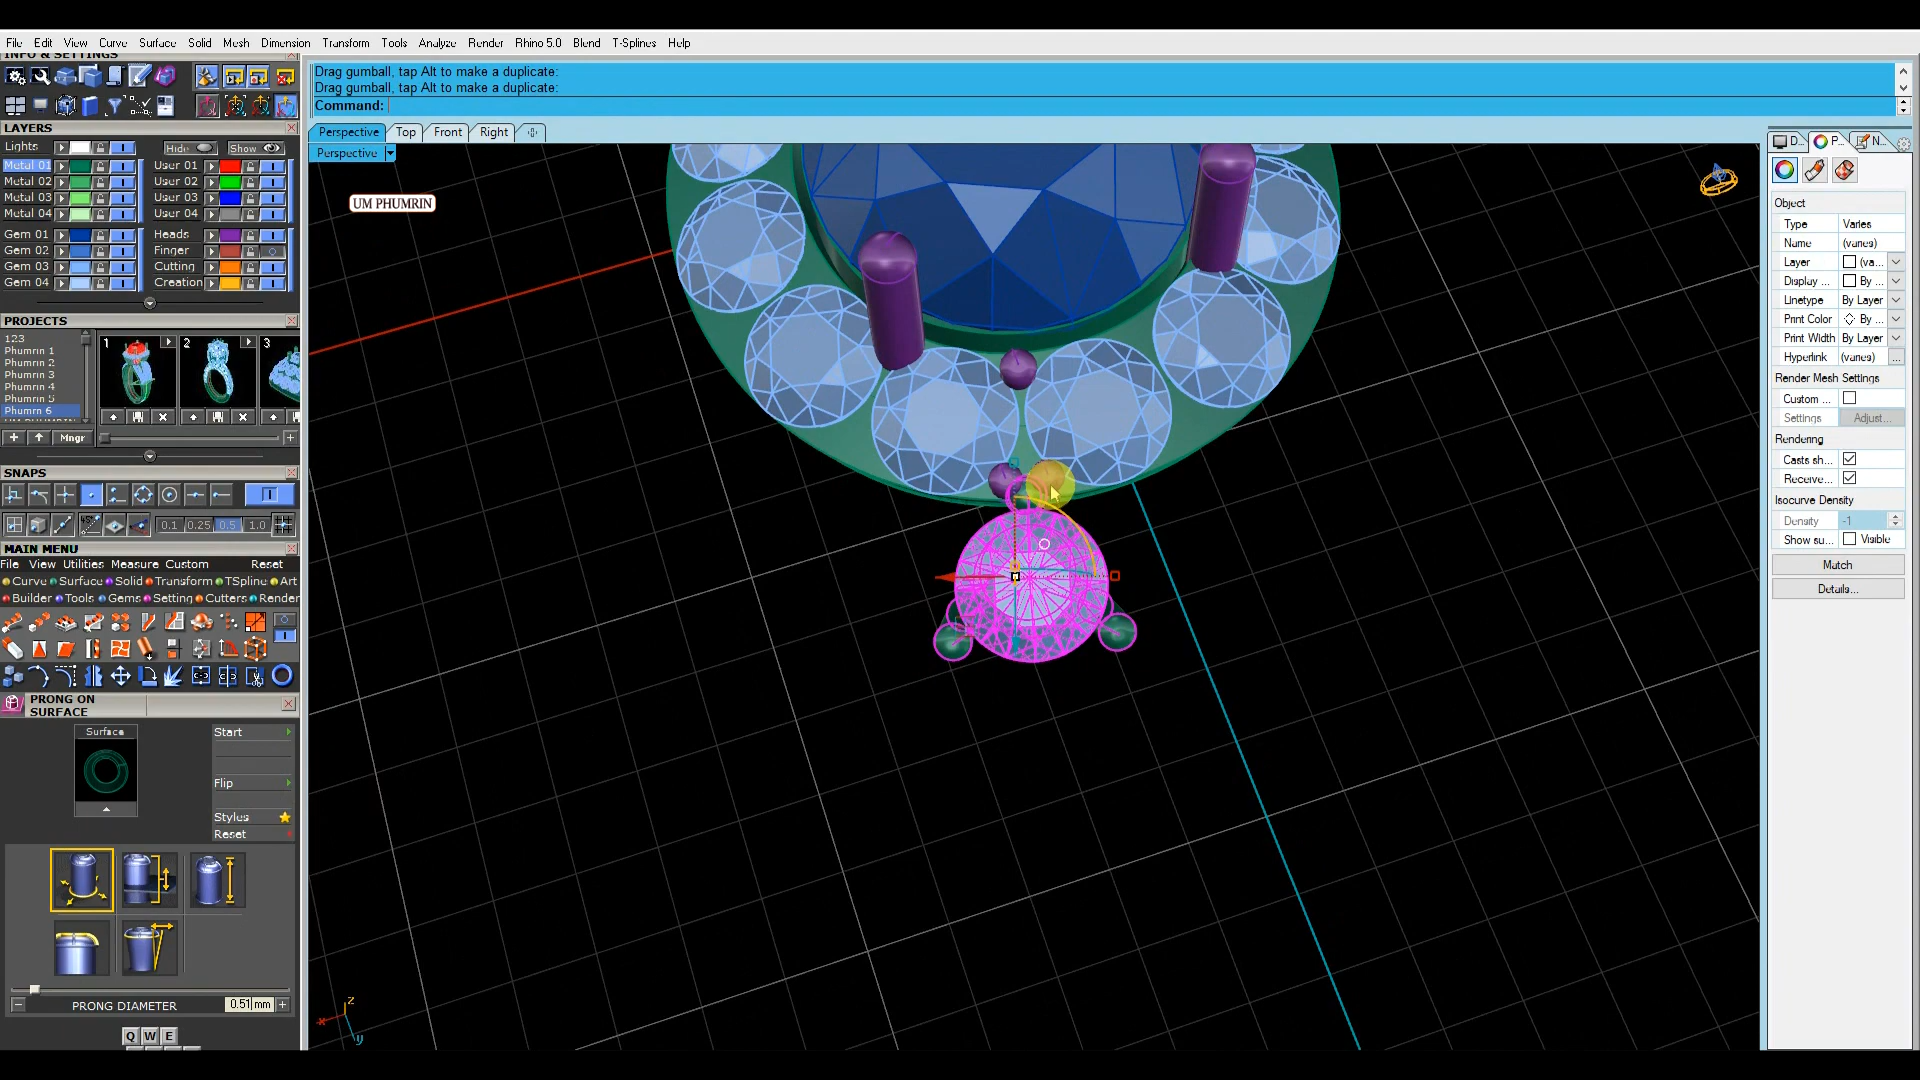 File Edit View Curve Surface Solid Mesh Dimension Transform Tools Analyze Render Rhino 5.0 Blend T-Splines Help
INFO & SETTINGS
Drag gumball, tap Alt to make a duplicate:
Drag gumball, tap Alt to make a duplicate:
Command:
LAYERS
Lights Hide Show
Metal 01 User 01
Metal 02 User 02
Metal 03 User 03
Metal 04 User 04
Gem 01 Heads
Gem 02 Finger
Gem 03 Cutting
Gem 04 Creation
PROJECTS
123
Phumrin 1
Phumrin 2
Phumrin 3
Phumrin 4
Phumrin 5
Phumrn 6
1 2 3
Mngr
SNAPS
0.1 0.25 0.5 1.0
MAIN MENU
File View Utilities Measure Custom Reset
Curve Surface Solid Transform TSpline Art
Builder Tools Gems Setting Cutters Render
PRONG ON SURFACE
Surface
Start
Flip
Styles
Reset
PRONG DIAMETER 0.51 mm
Q W E
Perspective Top Front Right
Perspective
UM PHUMRIN
z
x
y
D... P... N...
Object
Type Varies
Name (varies)
Layer (va...
Display ... By ...
Linetype By Layer
Print Color By ...
Print Width By Layer
Hyperlink (varies) ...
Render Mesh Settings
Custom ...
Settings Adjust...
Rendering
Casts sh...
Receive...
Isocurve Density
Density -1
Show su... Visible
Match
Details...